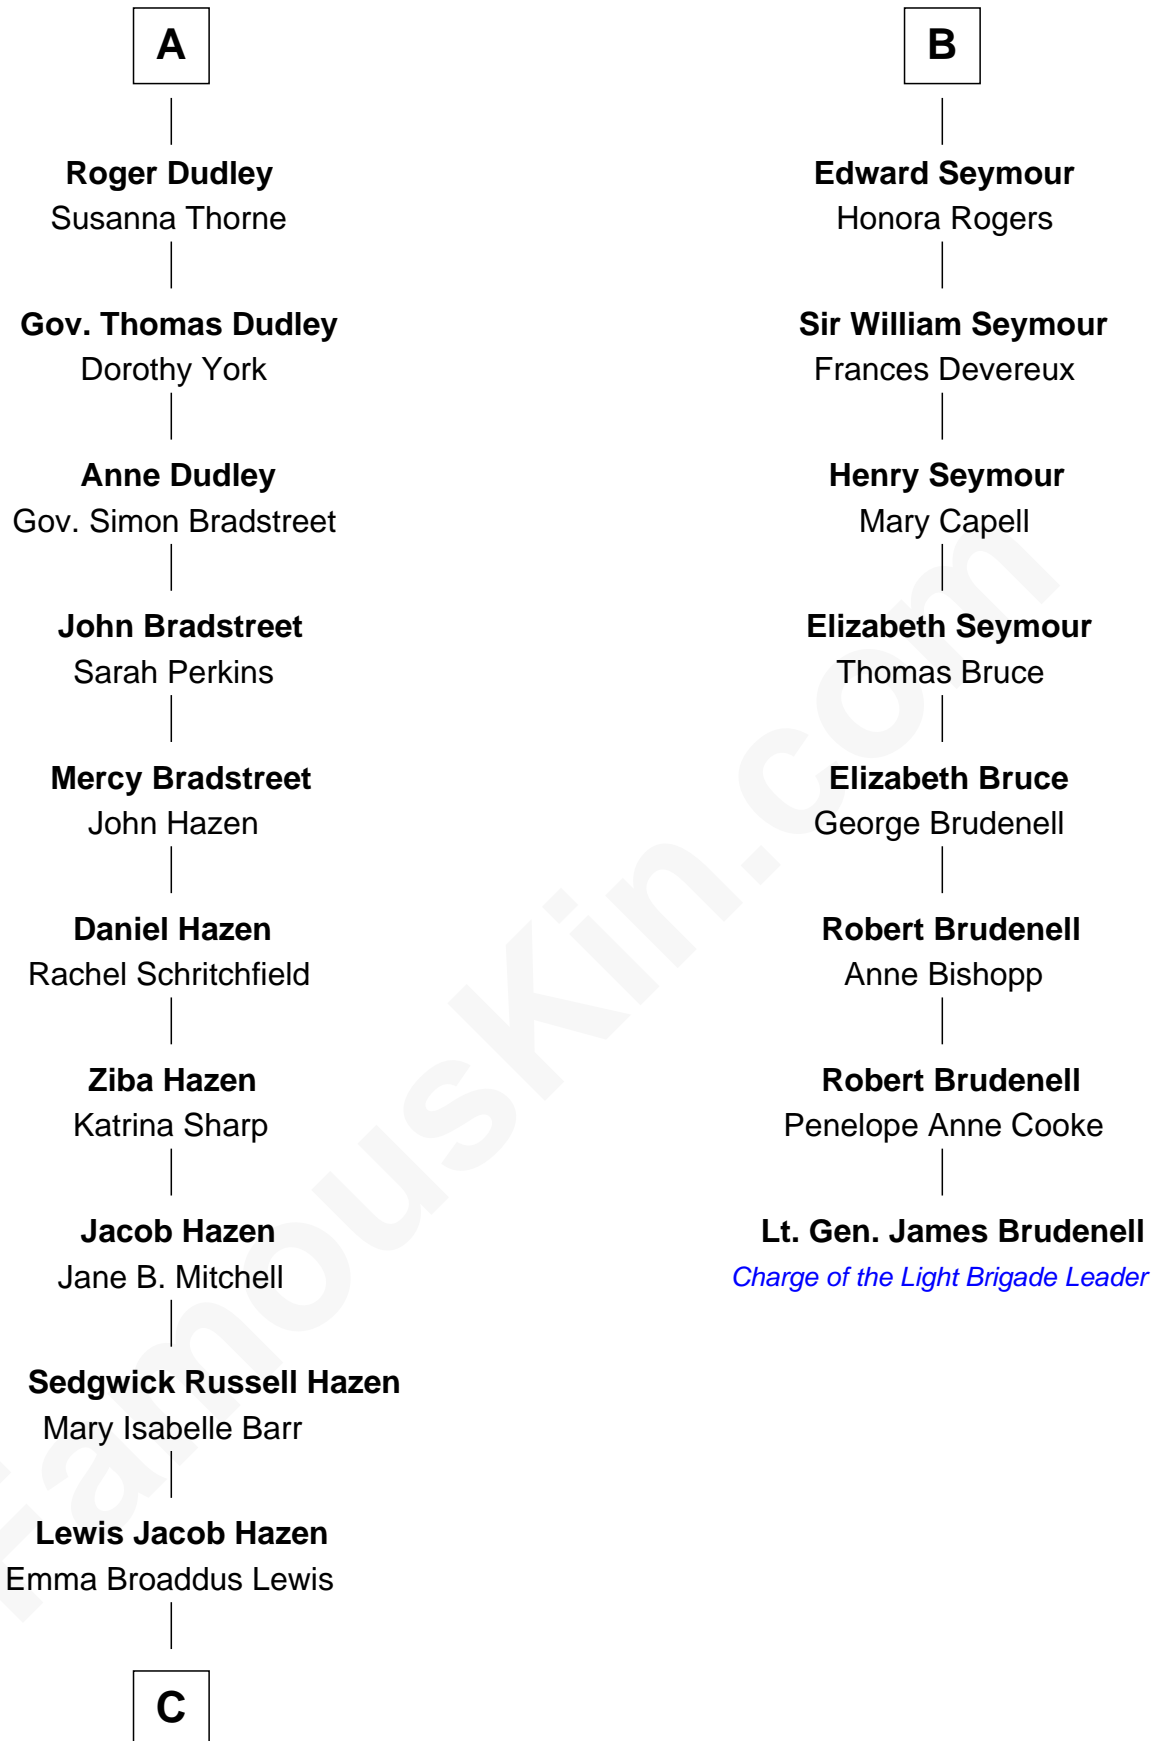 A
Roger Dudley
Susanna Thorne
Gov. Thomas Dudley
Dorothy York
Anne Dudley
Gov. Simon Bradstreet
John Bradstreet
Sarah Perkins
Mercy Bradstreet
John Hazen
Daniel Hazen
Rachel Schritchfield
Ziba Hazen
Katrina Sharp
Jacob Hazen
Jane B. Mitchell
Sedgwick Russell Hazen
Mary Isabelle Barr
Lewis Jacob Hazen
Emma Broaddus Lewis
C
B
Edward Seymour
Honora Rogers
Sir William Seymour
Frances Devereux
Henry Seymour
Mary Capell
Elizabeth Seymour
Thomas Bruce
Elizabeth Bruce
George Brudenell
Robert Brudenell
Anne Bishopp
Robert Brudenell
Penelope Anne Cooke
Lt. Gen. James Brudenell
Charge of the Light Brigade Leader
FamousKin.com